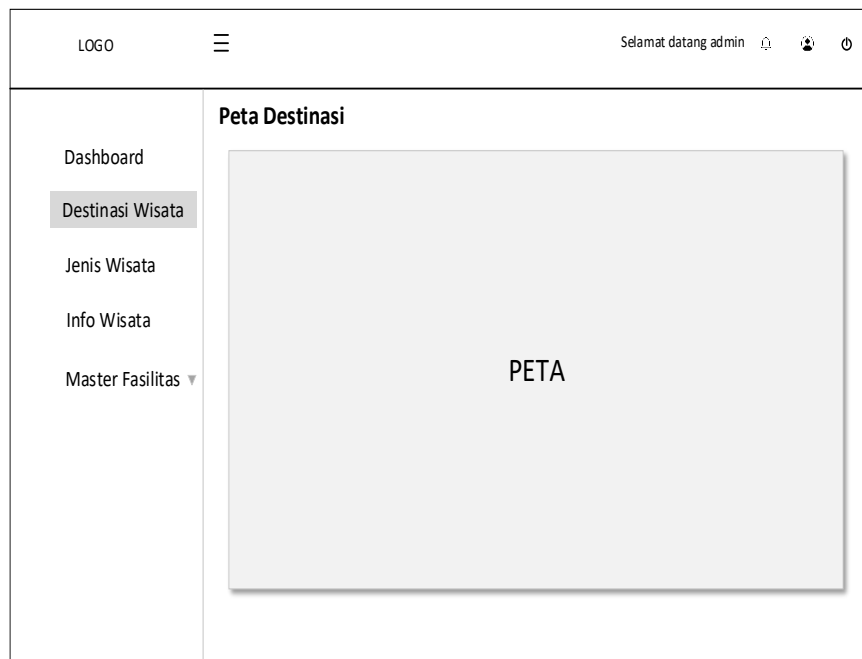 LOGO
Selamat datang admin
Peta Destinasi
Dashboard
Destinasi Wisata
Jenis Wisata
Info Wisata
Master Fasilitas
PETA